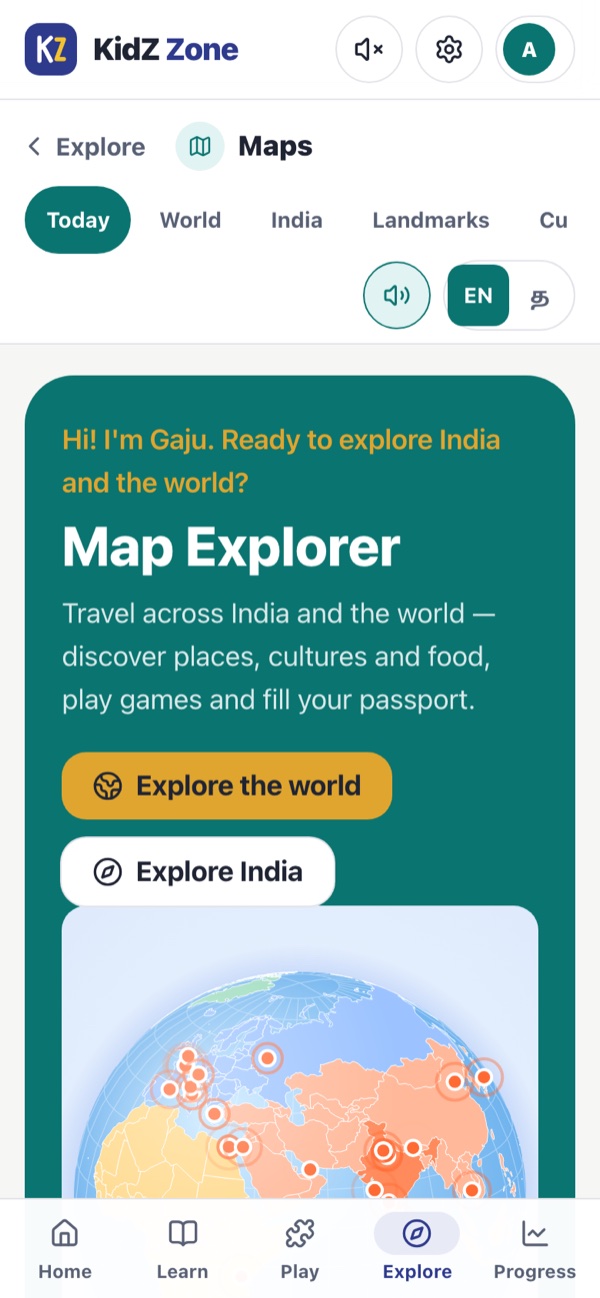 KZ KidZ Zone A
Explore Maps
Today World India Landmarks Cu
EN த
Hi! I'm Gaju. Ready to explore India
and the world?
Map Explorer
Travel across India and the world —
discover places, cultures and food,
play games and fill your passport.
Explore the world
Explore India
Home Learn Play Explore Progress